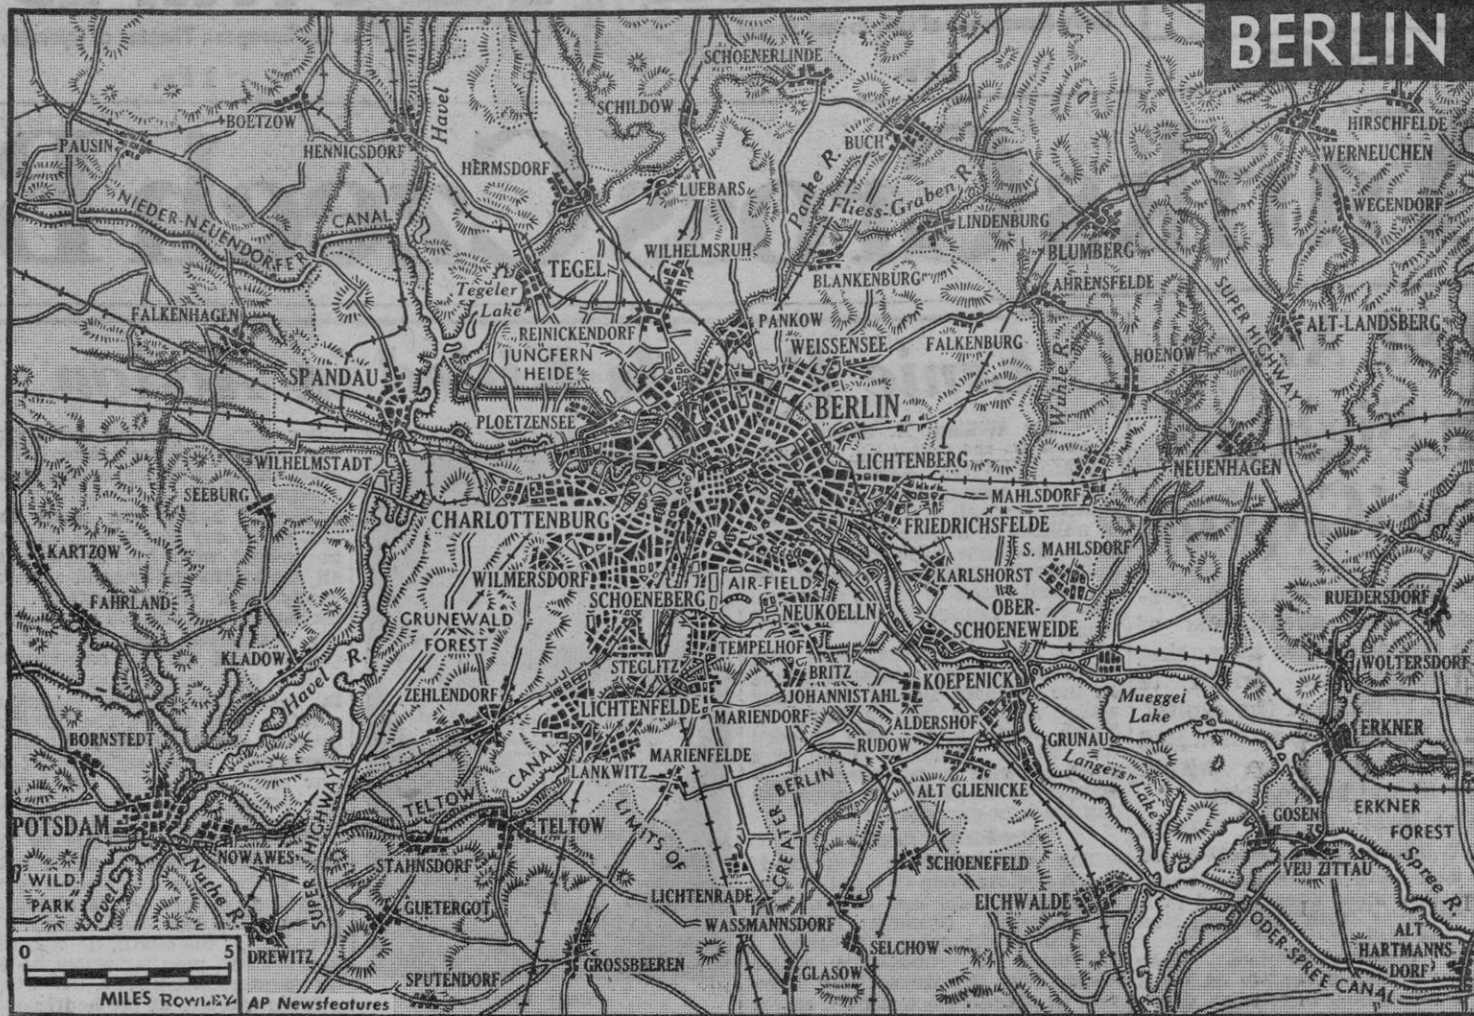 BERLIN
SCHOENERLINDE
SCHILDOW
BOETZOW
Havel
HIRSCHFELDE
PAUSIN
HENNIGSDORF
BUCH
WERNEUCHEN
HERMSDORF
LUEBARS
Panke R.
Fliess-Graben R.
WEGENDORF
NIEDER-NEUENDORFER
CANAL
LINDENBURG
WILHELMSRUH
BLUMBERG
TEGEL
BLANKENBURG
AHRENSFELDE
Tegeler
Lake
SUPER HIGHWAY
FALKENHAGEN
REINICKENDORF
PANKOW
ALT-LANDSBERG
WEISSENSEE
FALKENBURG
JUNGFERN
HEIDE
HOENOW
Wuhle R.
SPANDAU
BERLIN
PLOETZENSEE
WILHELMSTADT
LICHTENBERG
NEUENHAGEN
SEEBURG
MAHLSDORF
CHARLOTTENBURG
FRIEDRICHSFELDE
KARTZOW
S. MAHLSDORF
WILMERSDORF
AIR-FIELD
KARLSHORST
FAHRLAND
SCHOENEBERG
NEUKOELLN
OBER-
SCHOENEWEIDE
RUEDERSDORF
GRUNEWALD
FOREST
KLADOW
Havel R.
STEGLITZ
TEMPELHOF
BRITZ
WOLTERSDORF
ZEHLENDORF
LICHTENFELDE
JOHANNISTAHL
KOEPENICK
Mueggel
Lake
MARIENDORF
ALDERSHOF
ERKNER
BORNSTEDT
RUDOW
GRUNAU
MARIENFELDE
LANKWITZ
Langers Lake
ALT GLIENICKE
TELTOW
CANAL
LIMITS OF
GREATER
BERLIN
POTSDAM
TELTOW
GOSEN
ERKNER
FOREST
NOWAWES
STAHNSDORF
SCHOENEFELD
VEU ZITTAU
WILD
PARK
Havel
Nuthe R.
SUPER HIGHWAY
GUETERGOT
LICHTENRADE
EICHWALDE
Spree R.
WASSMANNSDORF
DREWITZ
SELCHOW
ODER-SPREE CANAL
ALT
HARTMANNS-
DORF
SPUTENDORF
GROSSBEEREN
GLASOW
0 5
MILES ROWLEY
AP Newsfeatures